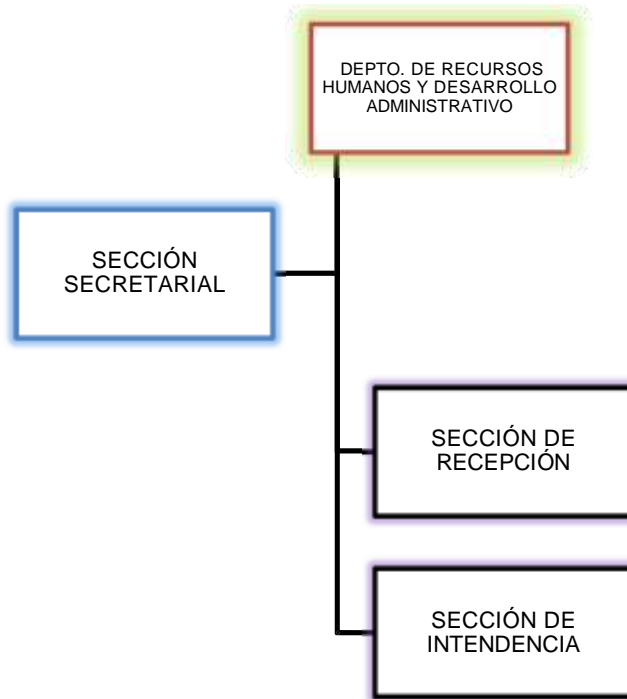 DEPTO. DE RECURSOS
HUMANOS Y DESARROLLO
ADMINISTRATIVO
SECCIÓN
SECRETARIAL
SECCIÓN DE
RECEPCIÓN
SECCIÓN DE
INTENDENCIA